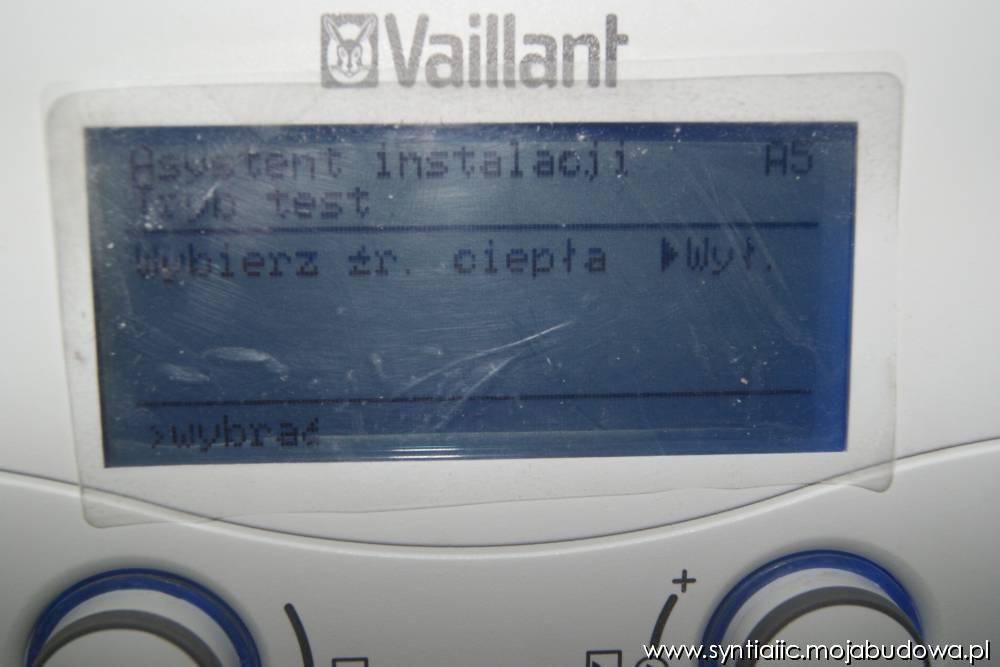 Vaillant
Asystent instalacji A5
Tryb test
Wybierz źr. ciepła ▶Wył.
>wybrać
+
www.syntiaiic.mojabudowa.pl